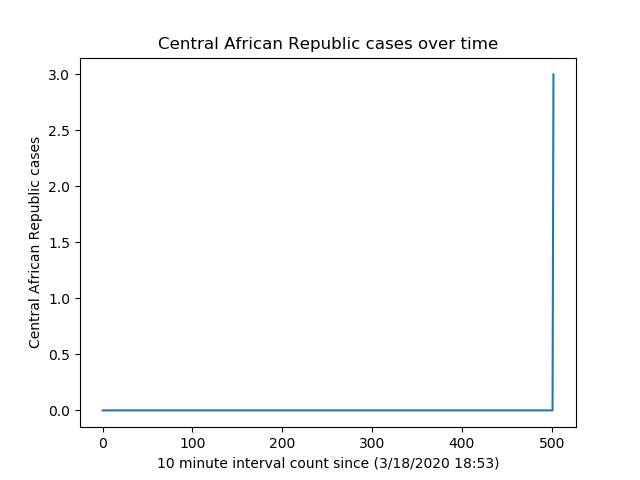 Central African Republic cases over time
3.0
2.5
2.0
1.5
1.0
0.5
0.0
Central African Republic cases
0 100 200 300 400 500
10 minute interval count since (3/18/2020 18:53)